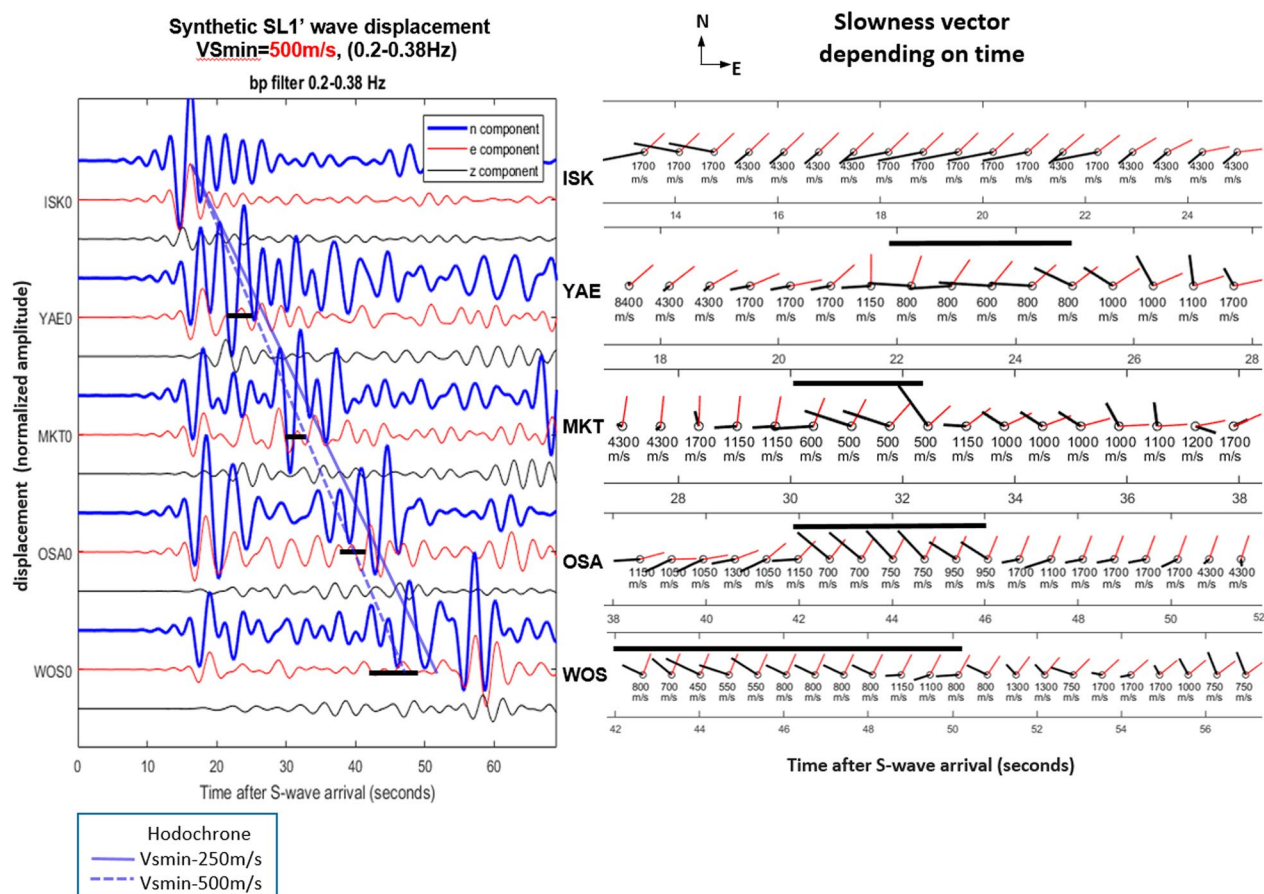 Synthetic SL1' wave displacement
VSmin=500m/s, (0.2-0.38Hz)
bp filter 0.2-0.38 Hz
n component
e component
z component
ISK0
YAE0
MKT0
OSA0
WOS0
displacement (normalized amplitude)
0 10 20 30 40 50 60
Time after S-wave arrival (seconds)
Hodochrone
Vsmin-250m/s
Vsmin-500m/s
N
E
Slowness vector
depending on time
ISK
1700 1700 1700 4300 4300 4300 4300 1700 1700 1700 1700 1700 4300 1700 4300 4300 4300 4300
m/s m/s m/s m/s m/s m/s m/s m/s m/s m/s m/s m/s m/s m/s m/s m/s m/s m/s
14 16 18 20 22 24
YAE
8400 4300 4300 1700 1700 1700 1150 800 800 600 800 800 1000 1000 1100 1700
m/s m/s m/s m/s m/s m/s m/s m/s m/s m/s m/s m/s m/s m/s m/s m/s
18 20 22 24 26 28
MKT
4300 4300 1700 1150 1150 600 500 500 500 1150 1000 1000 1000 1000 1100 1200 1700
m/s m/s m/s m/s m/s m/s m/s m/s m/s m/s m/s m/s m/s m/s m/s m/s m/s
28 30 32 34 36 38
OSA
1150 1050 1050 1300 1050 1150 700 700 750 750 950 950 1700 1100 1700 1700 1700 1700 4300 4300
m/s m/s m/s m/s m/s m/s m/s m/s m/s m/s m/s m/s m/s m/s m/s m/s m/s m/s m/s m/s
38 40 42 44 46 48 50 52
WOS
800 700 450 550 550 800 800 800 800 1150 1100 800 800 1300 1300 750 1700 1700 1700 1000 750 750
m/s m/s m/s m/s m/s m/s m/s m/s m/s m/s m/s m/s m/s m/s m/s m/s m/s m/s m/s m/s m/s m/s
42 44 46 48 50 52 54 56
Time after S-wave arrival (seconds)